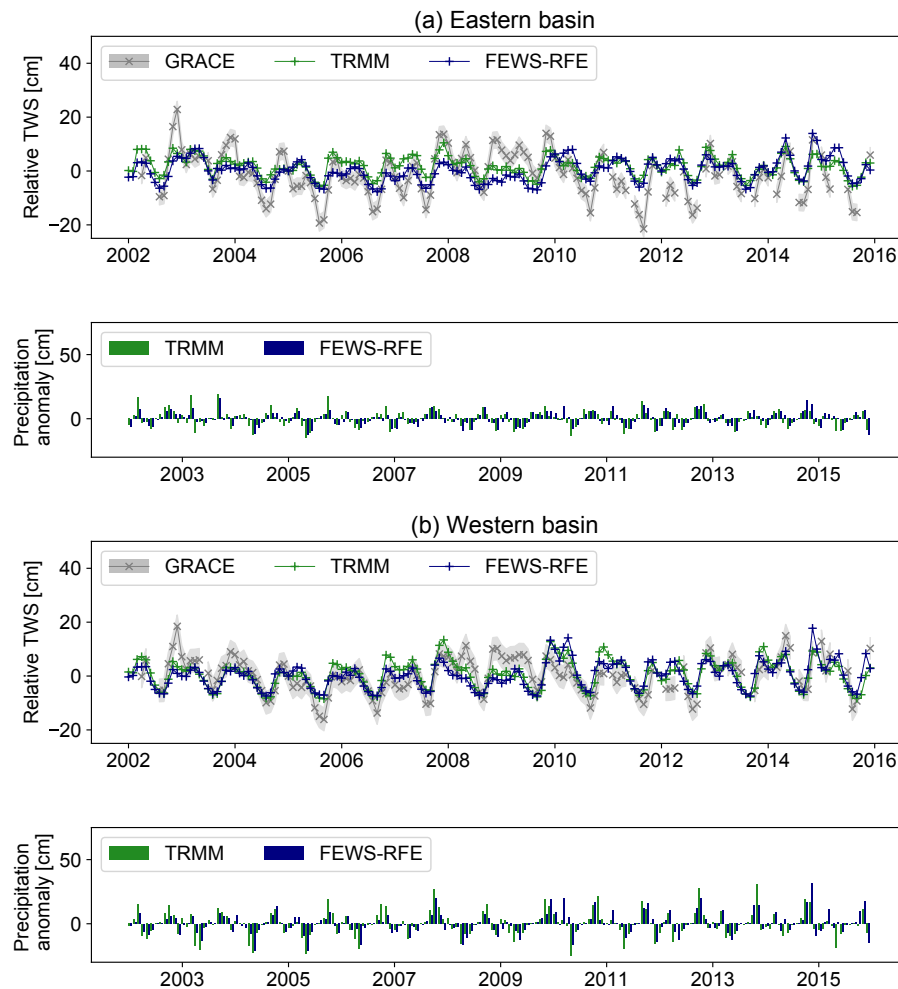 (a) Eastern basin
Relative TWS [cm]
GRACE TRMM FEWS-RFE
40
20
0
−20
2002 2004 2006 2008 2010 2012 2014 2016
Precipitation
anomaly [cm]
TRMM FEWS-RFE
50
0
2003 2005 2007 2009 2011 2013 2015
(b) Western basin
Relative TWS [cm]
GRACE TRMM FEWS-RFE
40
20
0
−20
2002 2004 2006 2008 2010 2012 2014 2016
Precipitation
anomaly [cm]
TRMM FEWS-RFE
50
0
2003 2005 2007 2009 2011 2013 2015